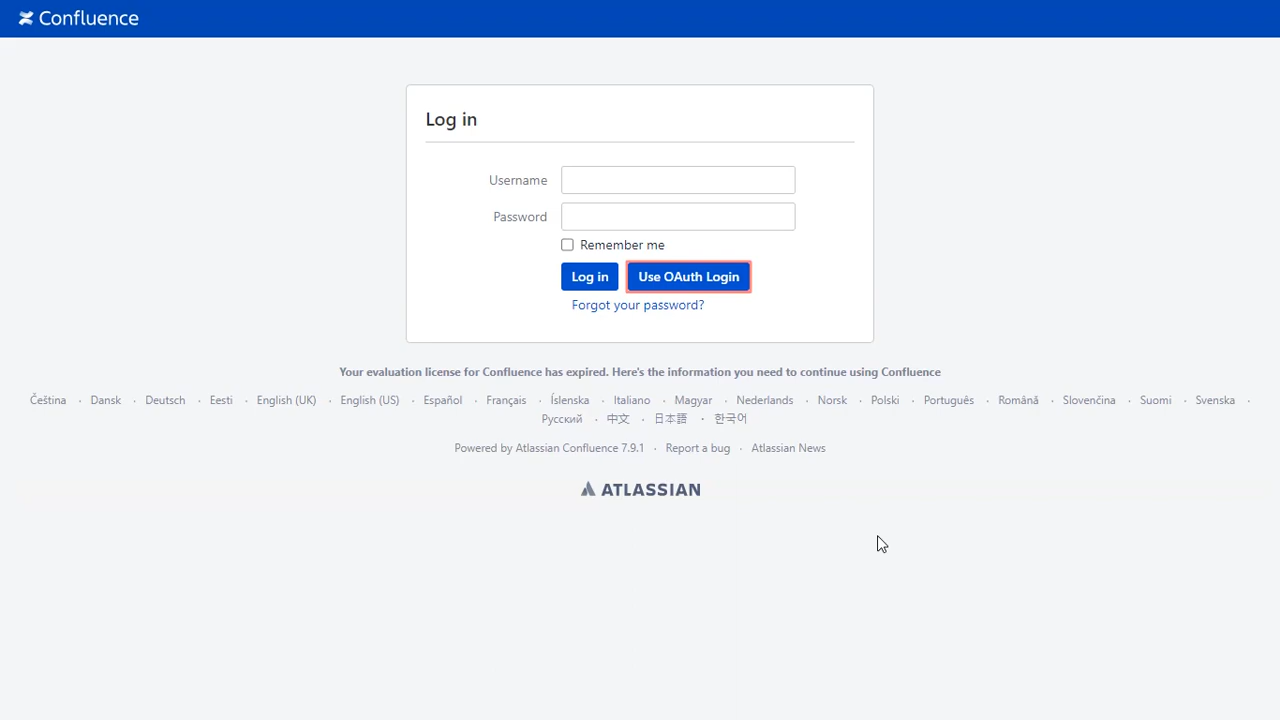 Confluence
Log in
Username
Password
Remember me
Log in Use OAuth Login
Forgot your password?
Your evaluation license for Confluence has expired. Here's the information you need to continue using Confluence
Čeština · Dansk · Deutsch · Eesti · English (UK) · English (US) · Español · Français · Íslenska · Italiano · Magyar · Nederlands · Norsk · Polski · Português · Română · Slovenčina · Suomi · Svenska ·
Русский · 中文 · 日本語 · 한국어
Powered by Atlassian Confluence 7.9.1 · Report a bug · Atlassian News
ATLASSIAN